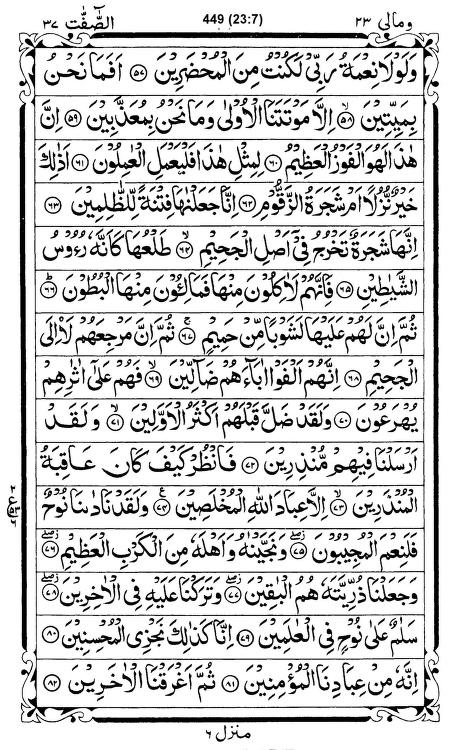 ومالی ٢٣
449 (23:7)
الصّٰٓفّٰت ٣٧
وَلَوْلَا نِعْمَةُ رَبِّىْ لَكُنْتُ مِنَ الْمُحْضَرِيْنَ ﴿٥٧﴾ اَفَمَا نَحْنُ
بِمَيِّتِيْنَ ﴿٥٨﴾ اِلَّا مَوْتَتَنَا الْاُوْلٰى وَمَا نَحْنُ بِمُعَذَّبِيْنَ ﴿٥٩﴾ اِنَّ
هٰذَا لَهُوَ الْفَوْزُ الْعَظِيْمُ ﴿٦٠﴾ لِمِثْلِ هٰذَا فَلْيَعْمَلِ الْعٰمِلُوْنَ ﴿٦١﴾ اَذٰلِكَ
خَيْرٌ نُّزُلًا اَمْ شَجَرَةُ الزَّقُّوْمِ ﴿٦٢﴾ اِنَّا جَعَلْنٰهَا فِتْنَةً لِّلظّٰلِمِيْنَ ﴿٦٣﴾
اِنَّهَا شَجَرَةٌ تَخْرُجُ فِىْٓ اَصْلِ الْجَحِيْمِ ﴿٦٤﴾ طَلْعُهَا كَاَنَّهٗ رُءُوْسُ
الشَّيٰطِيْنِ ﴿٦٥﴾ فَاِنَّهُمْ لَاٰكِلُوْنَ مِنْهَا فَمَالِئُوْنَ مِنْهَا الْبُطُوْنَ ﴿٦٦﴾
ثُمَّ اِنَّ لَهُمْ عَلَيْهَا لَشَوْبًا مِّنْ حَمِيْمٍ ﴿٦٧﴾ ثُمَّ اِنَّ مَرْجِعَهُمْ لَا۟اِلَى
الْجَحِيْمِ ﴿٦٨﴾ اِنَّهُمْ اَلْفَوْا اٰبَآءَهُمْ ضَآلِّيْنَ ﴿٦٩﴾ فَهُمْ عَلٰٓى اٰثٰرِهِمْ
يُهْرَعُوْنَ ﴿٧٠﴾ وَلَقَدْ ضَلَّ قَبْلَهُمْ اَكْثَرُ الْاَوَّلِيْنَ ﴿٧١﴾ وَلَقَدْ
اَرْسَلْنَا فِيْهِمْ مُّنْذِرِيْنَ ﴿٧٢﴾ فَانْظُرْ كَيْفَ كَانَ عَاقِبَةُ
الْمُنْذَرِيْنَ ﴿٧٣﴾ اِلَّا عِبَادَ اللّٰهِ الْمُخْلَصِيْنَ ﴿٧٤﴾ وَلَقَدْ نَادٰىنَا نُوْحٌ
فَلَنِعْمَ الْمُجِيْبُوْنَ ﴿٧٥﴾ وَنَجَّيْنٰهُ وَاَهْلَهٗ مِنَ الْكَرْبِ الْعَظِيْمِ ﴿٧٦﴾
وَجَعَلْنَا ذُرِّيَّتَهٗ هُمُ الْبٰقِيْنَ ﴿٧٧﴾ وَتَرَكْنَا عَلَيْهِ فِى الْاٰخِرِيْنَ ﴿٧٨﴾
سَلٰمٌ عَلٰى نُوْحٍ فِى الْعٰلَمِيْنَ ﴿٧٩﴾ اِنَّا كَذٰلِكَ نَجْزِى الْمُحْسِنِيْنَ ﴿٨٠﴾
اِنَّهٗ مِنْ عِبَادِنَا الْمُؤْمِنِيْنَ ﴿٨١﴾ ثُمَّ اَغْرَقْنَا الْاٰخَرِيْنَ ﴿٨٢﴾
منزل ٦